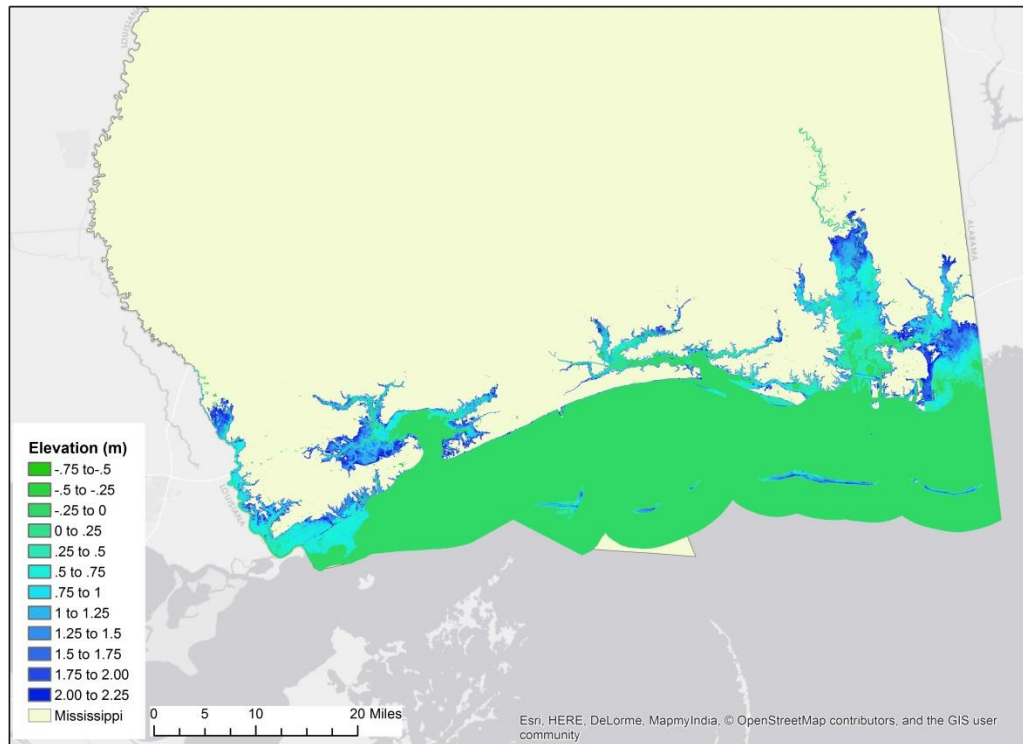 LOUISIANA
ALABAMA
LOUISIANA
Elevation (m)
-.75 to-.5
-.5 to -.25
-.25 to 0
0 to .25
.25 to .5
.5 to .75
.75 to 1
1 to 1.25
1.25 to 1.5
1.5 to 1.75
1.75 to 2.00
2.00 to 2.25
Mississippi
0 5 10 20 Miles
Esri, HERE, DeLorme, MapmyIndia, © OpenStreetMap contributors, and the GIS user
community